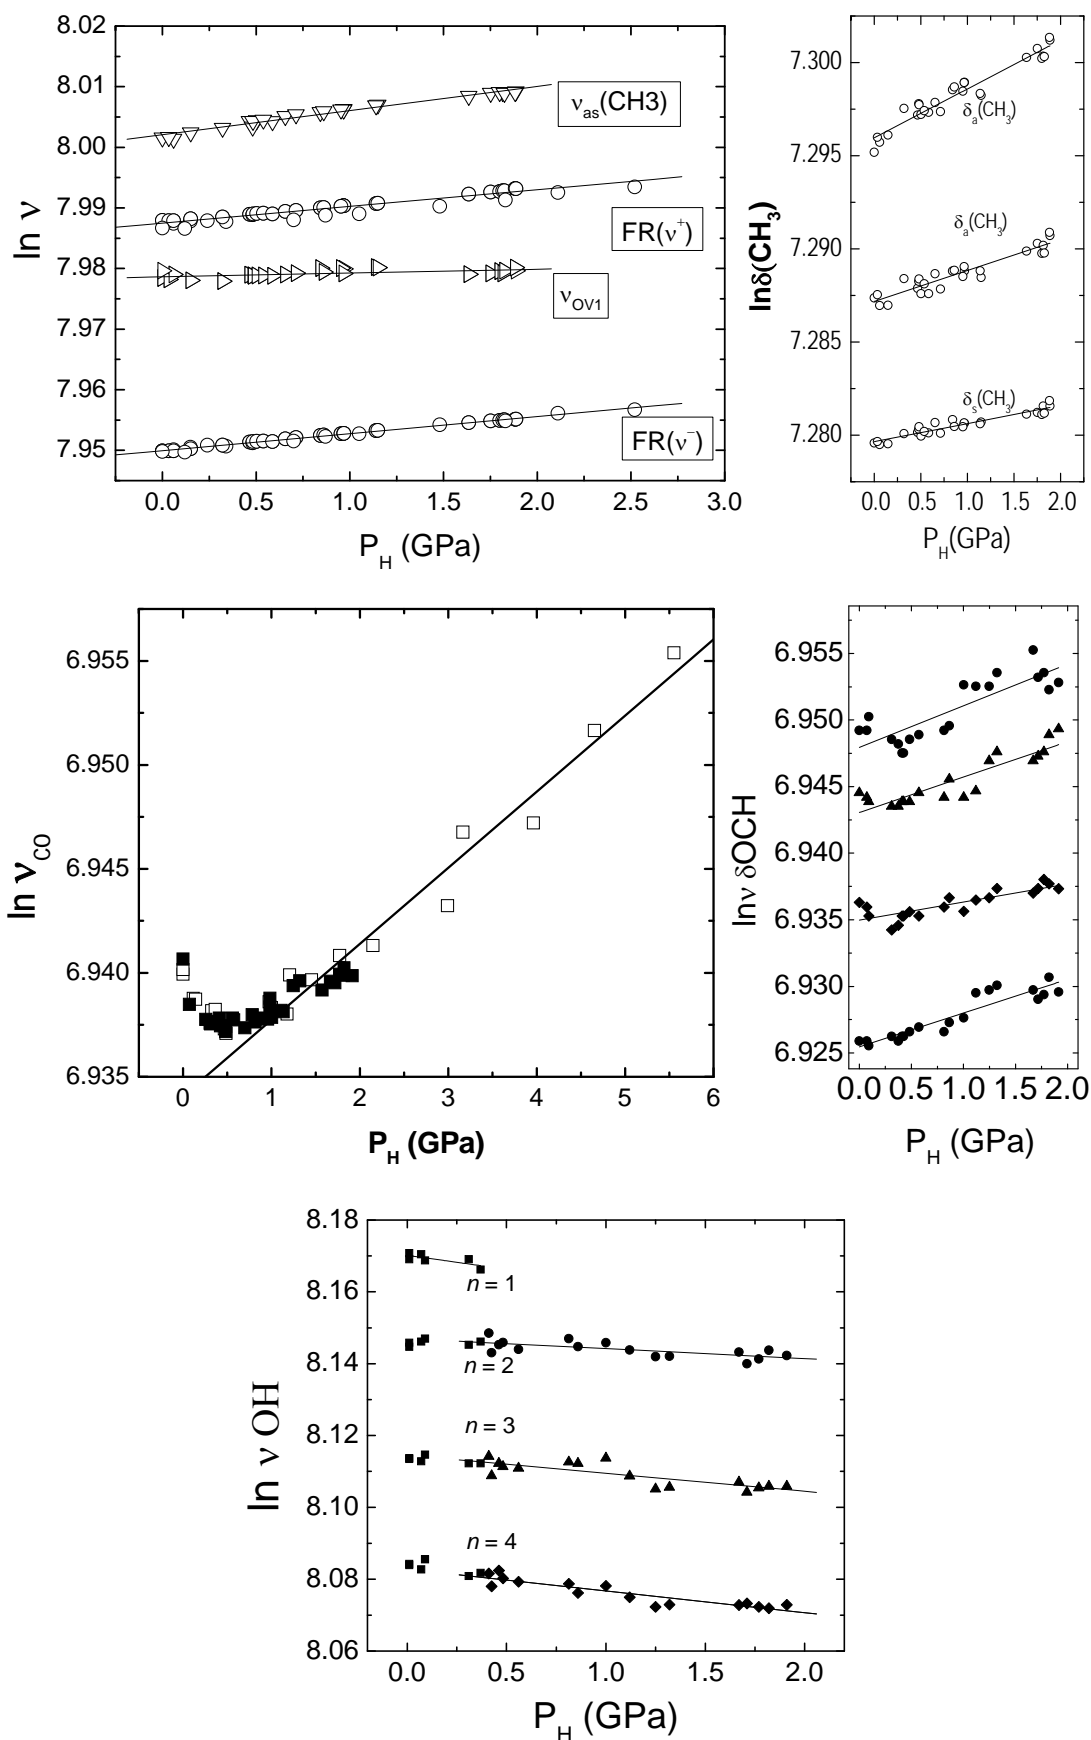 8.02
8.01
8.00
7.99
7.98
7.97
7.96
7.95
ln ν
νas(CH3)
FR(ν+)
νOV1
FR(ν−)
0.0 0.5 1.0 1.5 2.0 2.5 3.0
PH (GPa)
7.300
7.295
7.290
7.285
7.280
lnδ(CH3)
δa(CH3)
δa(CH3)
δs(CH3)
0.0 0.5 1.0 1.5 2.0
PH(GPa)
6.955
6.950
6.945
6.940
6.935
ln νCO
0 1 2 3 4 5 6
PH (GPa)
6.955
6.950
6.945
6.940
6.935
6.930
6.925
lnν δOCH
0.0 0.5 1.0 1.5 2.0
PH (GPa)
8.18
8.16
8.14
8.12
8.10
8.08
8.06
ln ν OH
n = 1
n = 2
n = 3
n = 4
0.0 0.5 1.0 1.5 2.0
PH (GPa)